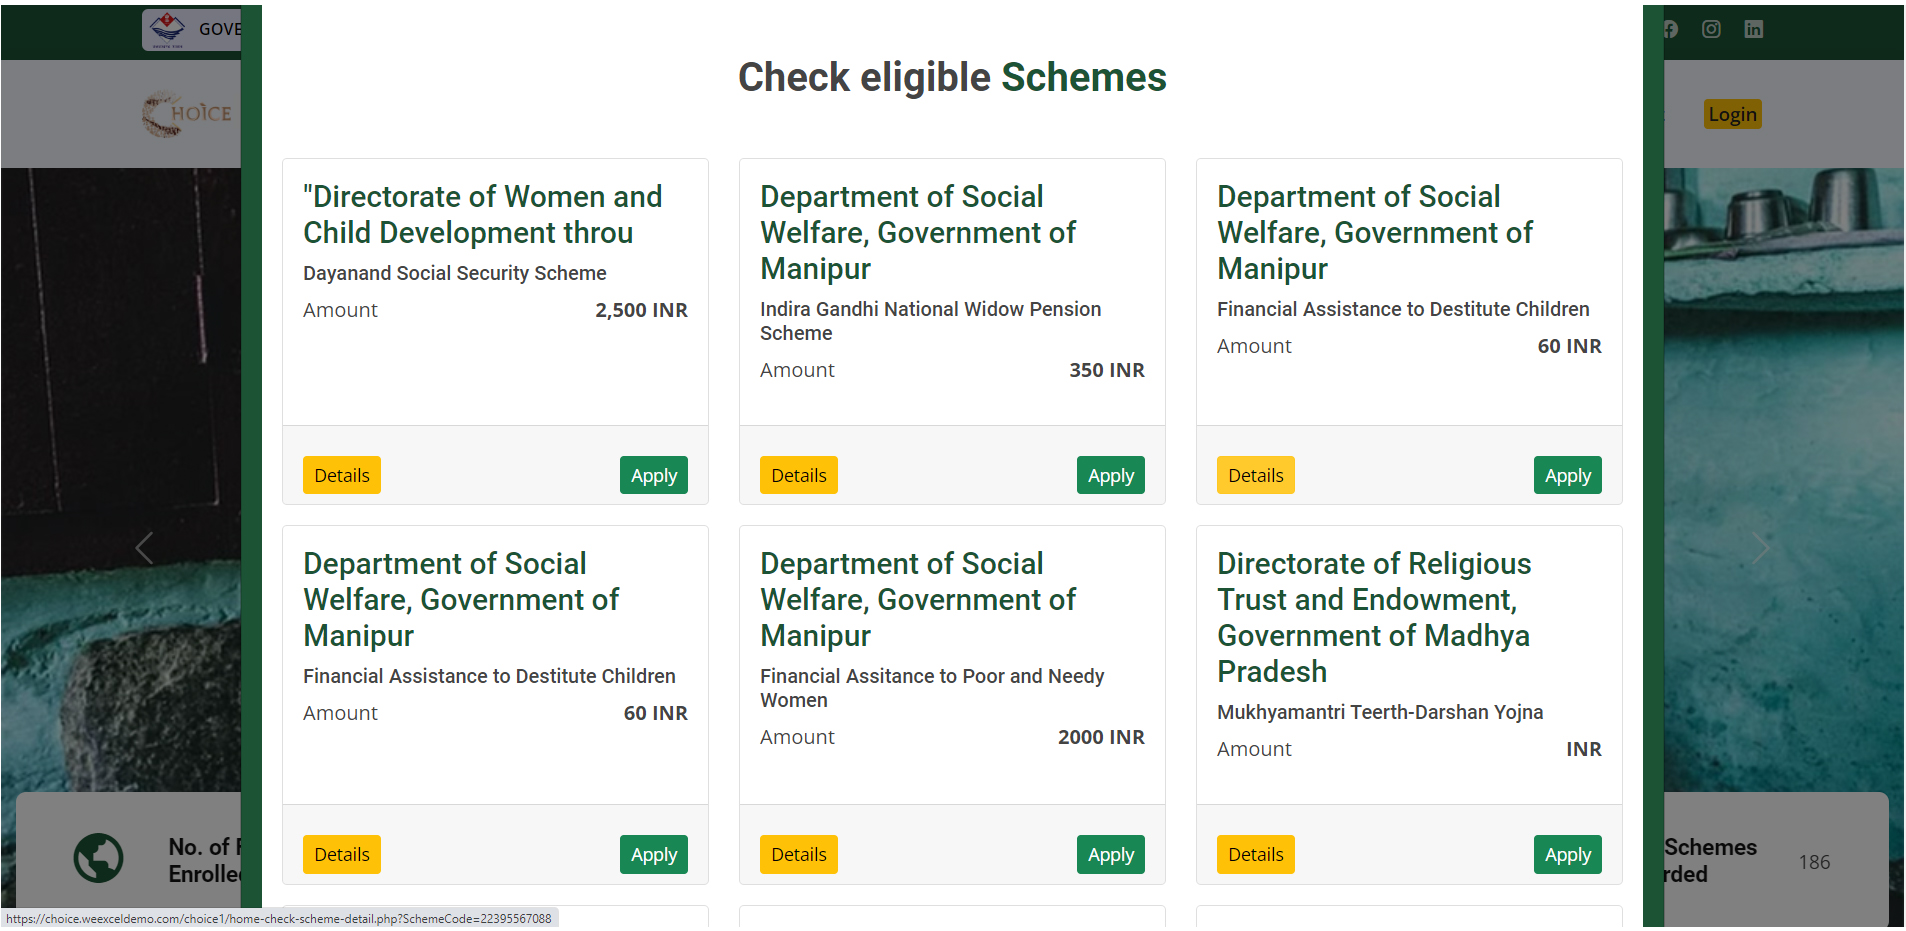 GOVE
HOICE
Login
Check eligible Schemes
"Directorate of Women and
Child Development throu
Dayanand Social Security Scheme
Amount 2,500 INR
Details Apply
Department of Social
Welfare, Government of
Manipur
Indira Gandhi National Widow Pension
Scheme
Amount 350 INR
Details Apply
Department of Social
Welfare, Government of
Manipur
Financial Assistance to Destitute Children
Amount 60 INR
Details Apply
Department of Social
Welfare, Government of
Manipur
Financial Assistance to Destitute Children
Amount 60 INR
Details Apply
Department of Social
Welfare, Government of
Manipur
Financial Assitance to Poor and Needy
Women
Amount 2000 INR
Details Apply
Directorate of Religious
Trust and Endowment,
Government of Madhya
Pradesh
Mukhyamantri Teerth-Darshan Yojna
Amount INR
Details Apply
No. of F
Enrolle
Schemes
rded
186
https://choice.weexceldemo.com/choice1/home-check-scheme-detail.php?SchemeCode=22395567088